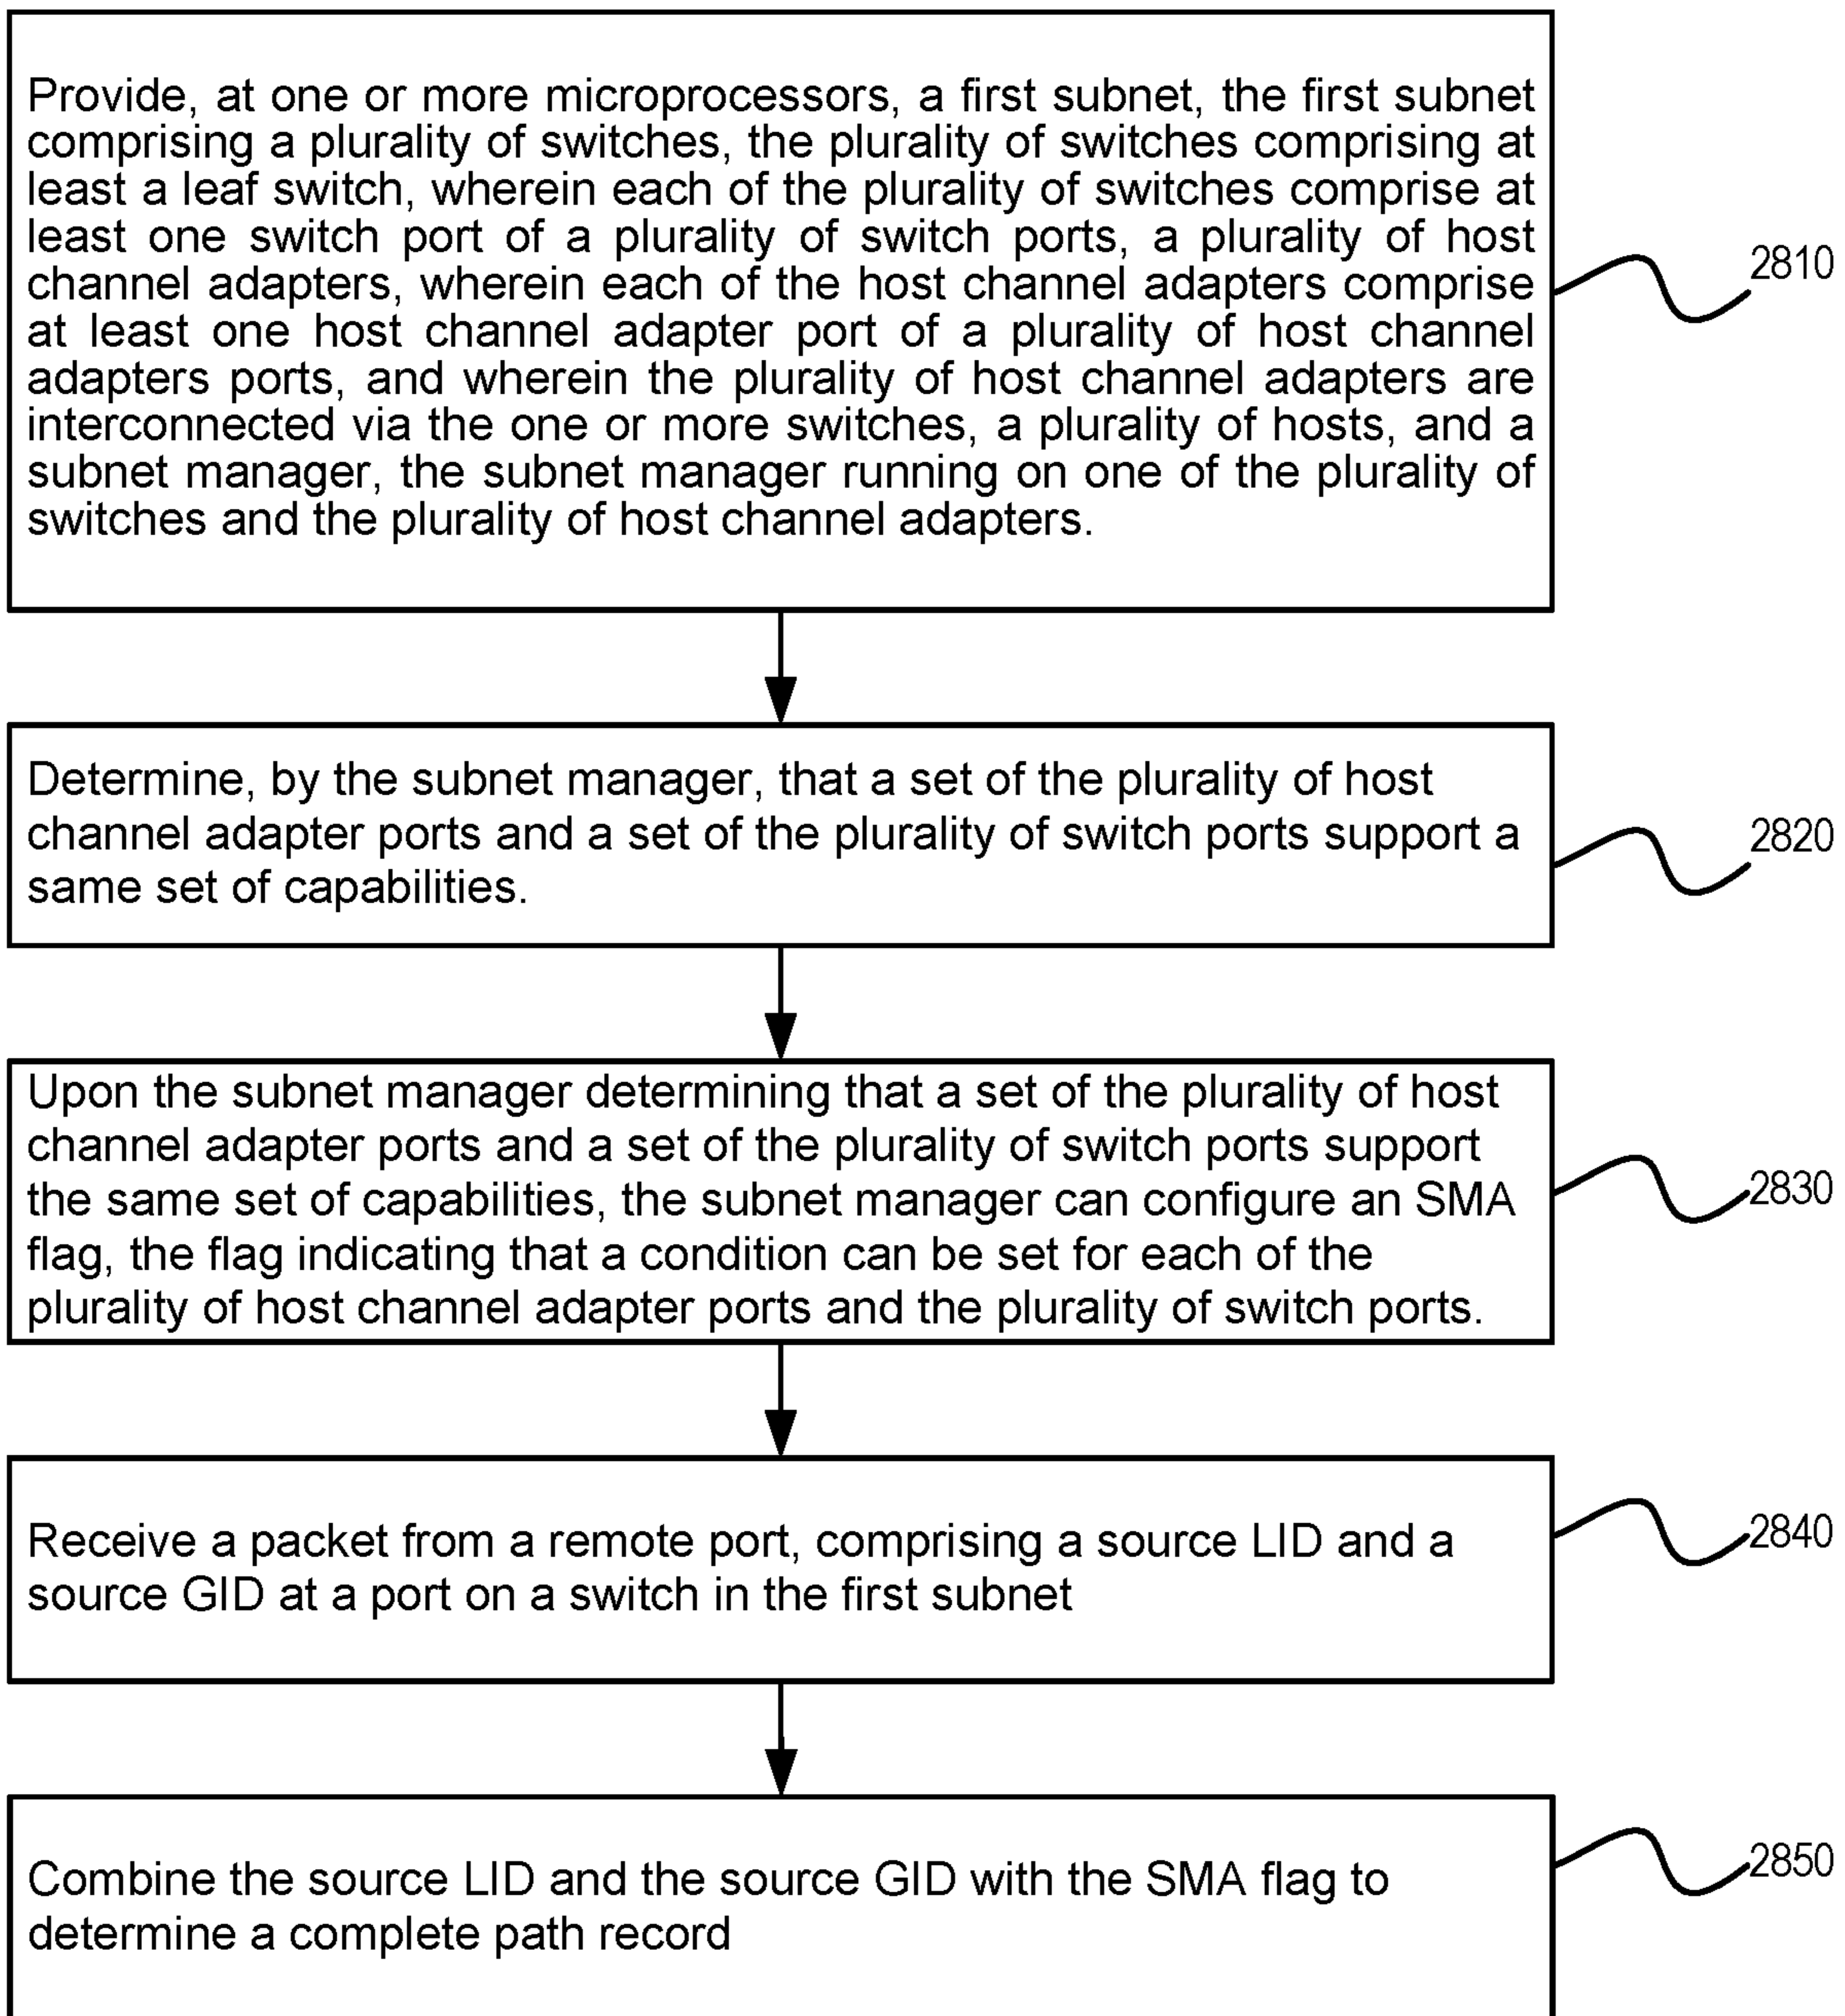 Provide, at one or more microprocessors, a first subnet, the first subnet
comprising a plurality of switches, the plurality of switches comprising at
least a leaf switch, wherein each of the plurality of switches comprise at
least one switch port of a plurality of switch ports, a plurality of host
channel adapters, wherein each of the host channel adapters comprise
at least one host channel adapter port of a plurality of host channel
adapters ports, and wherein the plurality of host channel adapters are
interconnected via the one or more switches, a plurality of hosts, and a
subnet manager, the subnet manager running on one of the plurality of
switches and the plurality of host channel adapters.
2810
Determine, by the subnet manager, that a set of the plurality of host
channel adapter ports and a set of the plurality of switch ports support a
same set of capabilities.
2820
Upon the subnet manager determining that a set of the plurality of host
channel adapter ports and a set of the plurality of switch ports support
the same set of capabilities, the subnet manager can configure an SMA
flag, the flag indicating that a condition can be set for each of the
plurality of host channel adapter ports and the plurality of switch ports.
2830
Receive a packet from a remote port, comprising a source LID and a
source GID at a port on a switch in the first subnet
2840
Combine the source LID and the source GID with the SMA flag to
determine a complete path record
2850